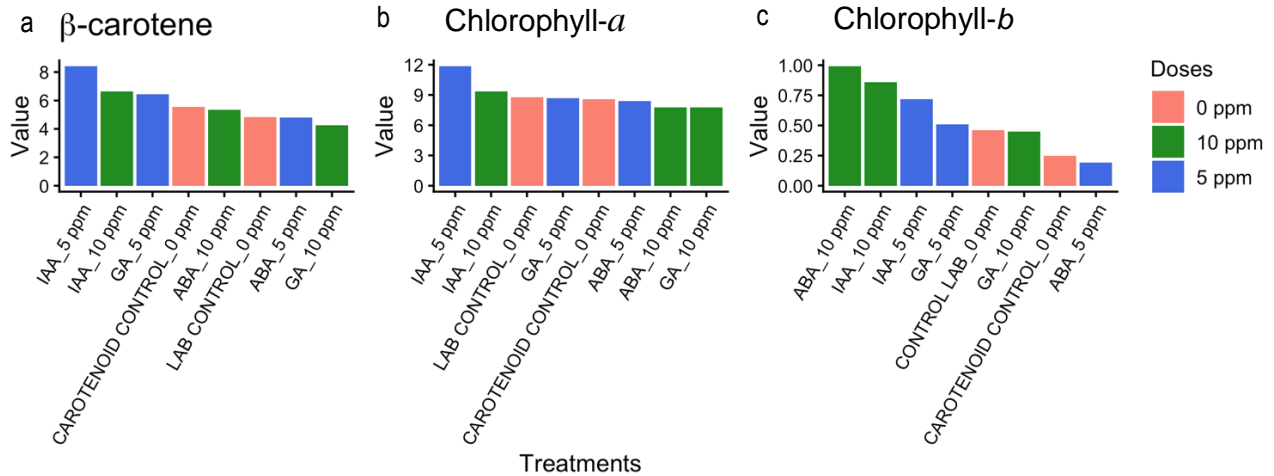 a β-carotene
Value
8
6
4
2
0
IAA_5 ppm
IAA_10 ppm
GA_5 ppm
CAROTENOID CONTROL_0 ppm
ABA_10 ppm
LAB CONTROL_0 ppm
ABA_5 ppm
GA_10 ppm
b Chlorophyll-a
Value
12
9
6
3
0
IAA_5 ppm
IAA_10 ppm
LAB CONTROL_0 ppm
GA_5 ppm
CAROTENOID CONTROL_0 ppm
ABA_5 ppm
ABA_10 ppm
GA_10 ppm
c Chlorophyll-b
Value
1.00
0.75
0.50
0.25
0.00
ABA_10 ppm
IAA_10 ppm
IAA_5 ppm
GA_5 ppm
CONTROL LAB_0 ppm
GA_10 ppm
CAROTENOID CONTROL_0 ppm
ABA_5 ppm
Doses
0 ppm
10 ppm
5 ppm
Treatments